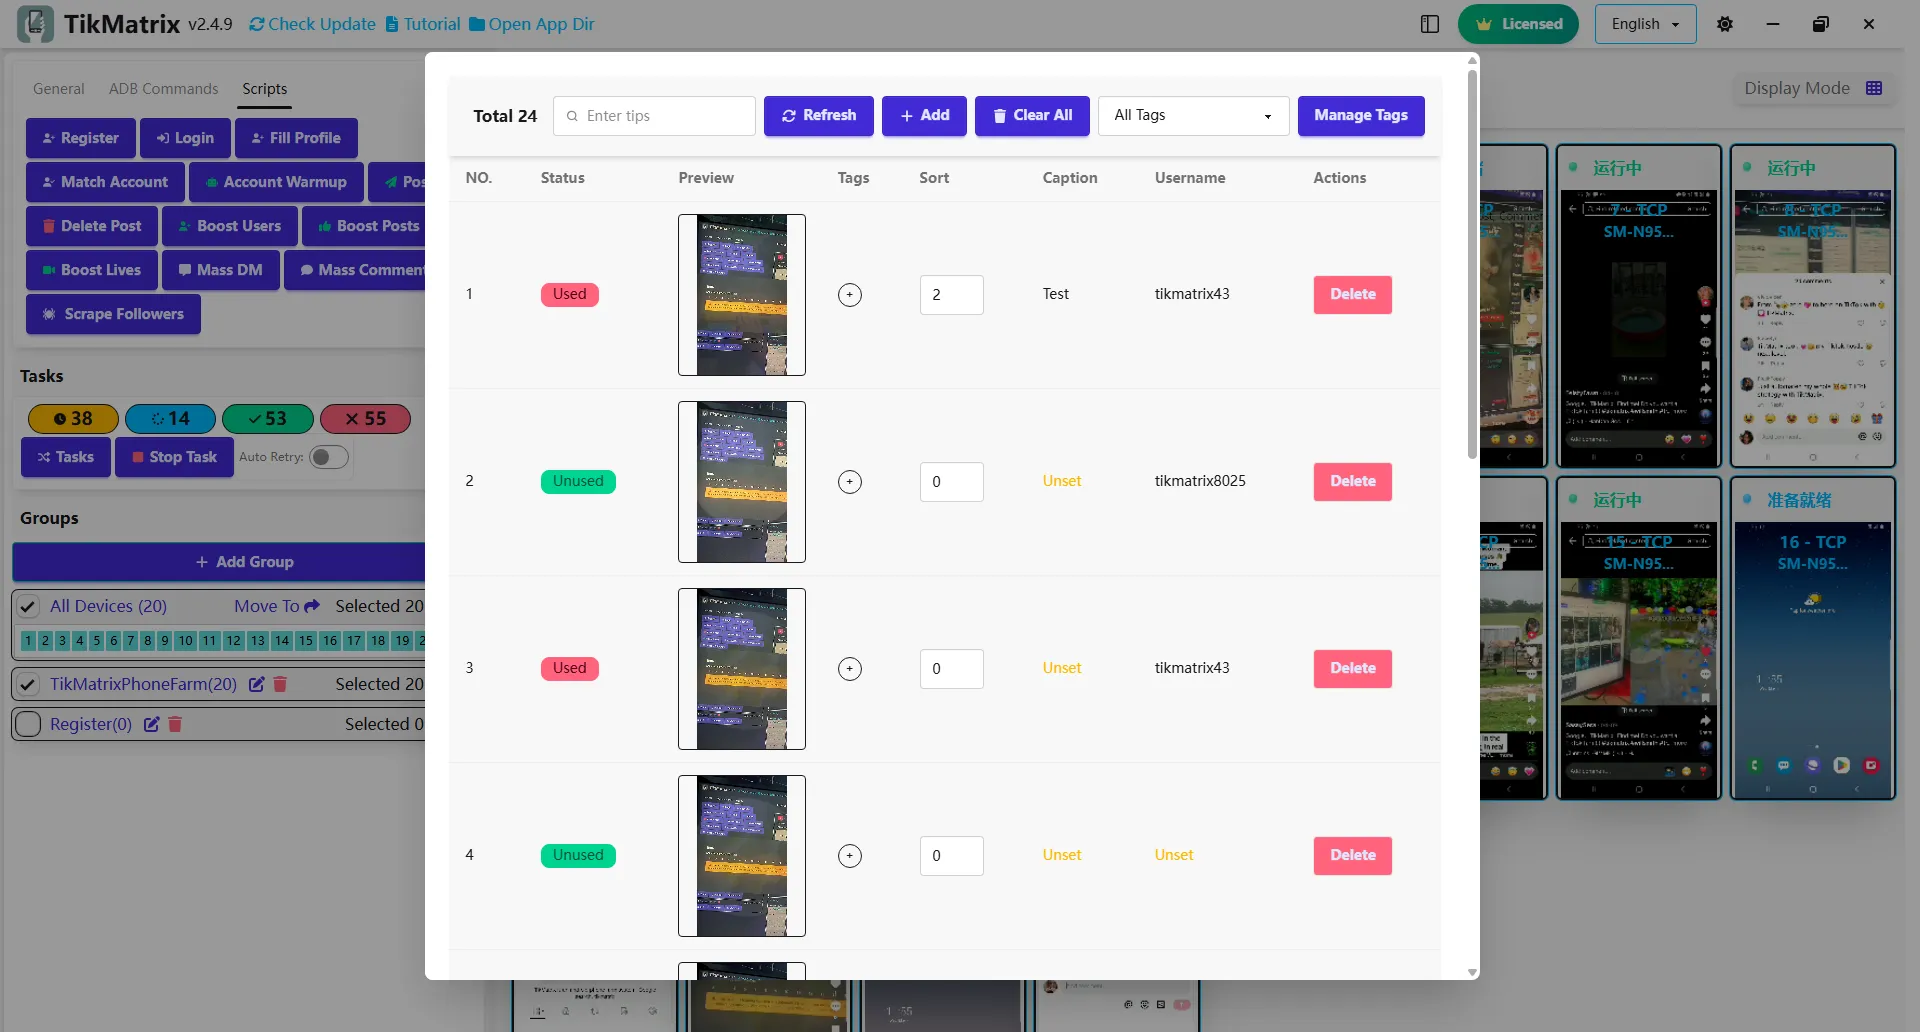 TikMatrix v2.4.9 Check Update Tutorial Open App Dir
Licensed English
General ADB Commands Scripts
Register Login Fill Profile
Match Account Account Warmup Pos
Delete Post Boost Users Boost Posts
Boost Lives Mass DM Mass Commen
Scrape Followers
Tasks
38 14 53 55
Tasks Stop Task Auto Retry:
Groups
+ Add Group
All Devices (20) Move To Selected 20
1 2 3 4 5 6 7 8 9 10 11 12 13 14 15 16 17 18 19 2
TikMatrixPhoneFarm(20) Selected 20
Register(0) Selected 0
Total 24 Enter tips Refresh + Add Clear All All Tags Manage Tags
NO. Status Preview Tags Sort Caption Username Actions
1 Used + 2 Test tikmatrix43 Delete
2 Unused + 0 Unset tikmatrix8025 Delete
3 Used + 0 Unset tikmatrix43 Delete
4 Unused + 0 Unset Unset Delete
Display Mode
运行中
7 - TCP
SM-N95...
运行中
8 - TCP
SM-N95...
运行中
15 - TCP
SM-N95...
准备就绪
16 - TCP
SM-N95...